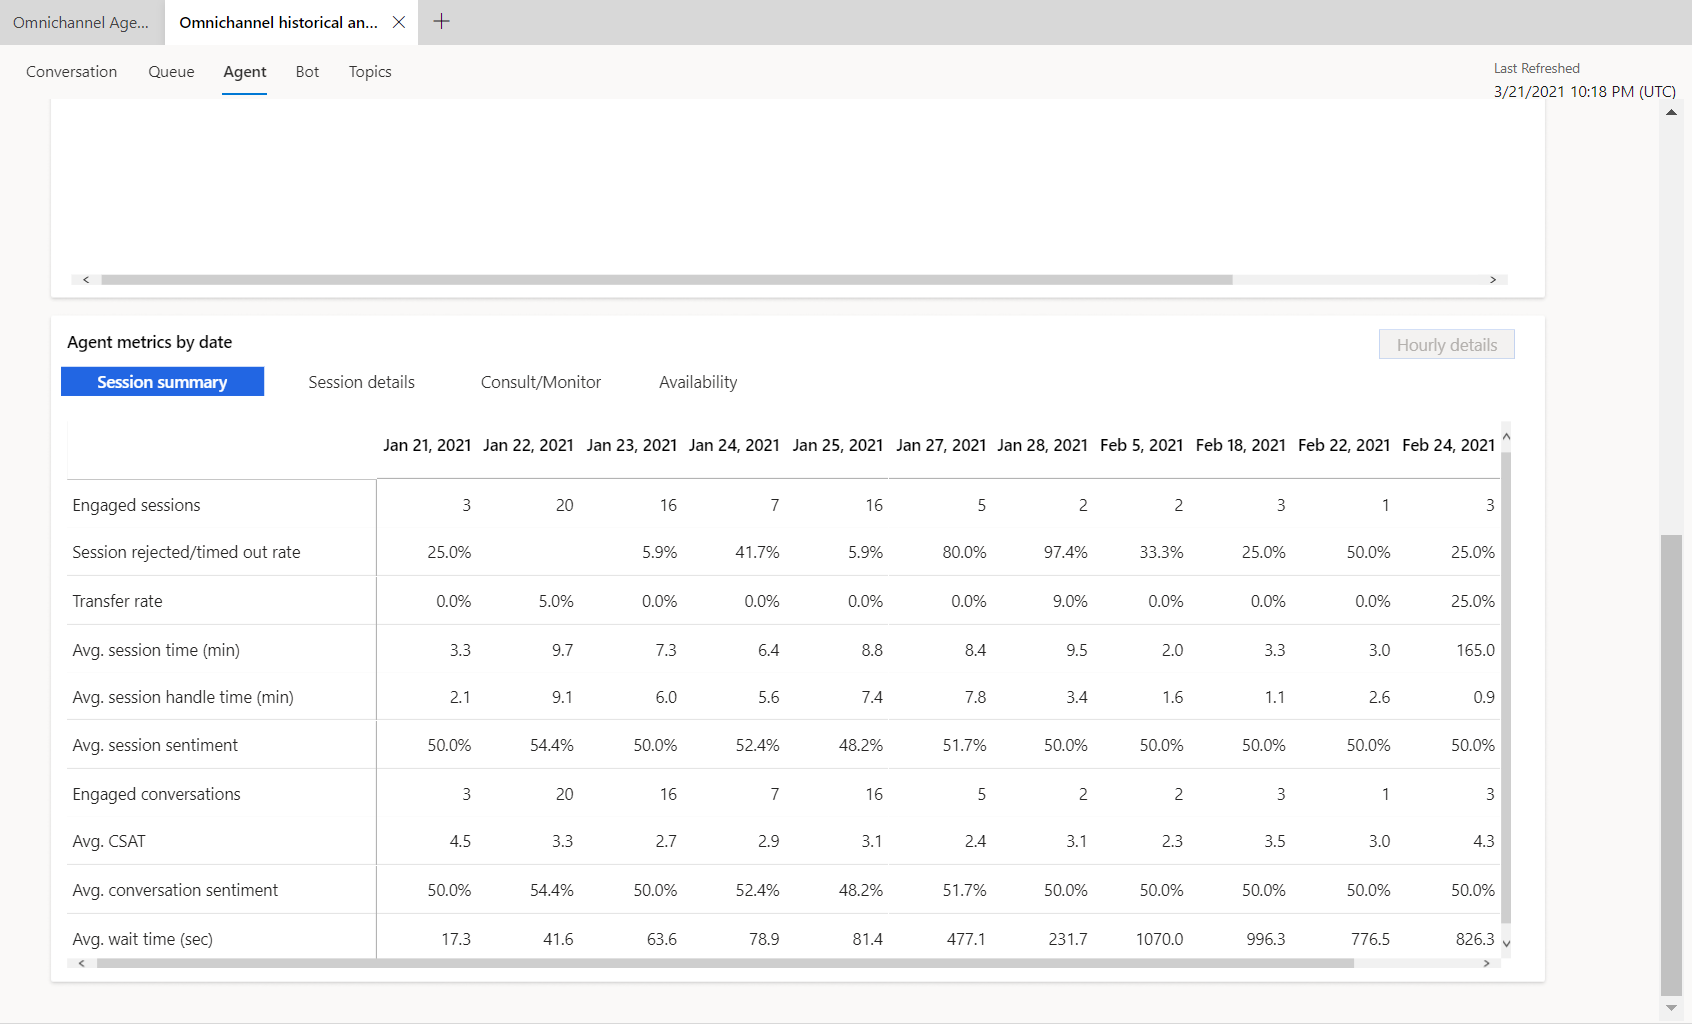 Omnichannel Age...
Omnichannel historical an...
Conversation Queue Agent Bot Topics
Last Refreshed
3/21/2021 10:18 PM (UTC)
Agent metrics by date
Hourly details
Session summary Session details Consult/Monitor Availability
Jan 21, 2021 Jan 22, 2021 Jan 23, 2021 Jan 24, 2021 Jan 25, 2021 Jan 27, 2021 Jan 28, 2021 Feb 5, 2021 Feb 18, 2021 Feb 22, 2021 Feb 24, 2021
Engaged sessions 3 20 16 7 16 5 2 2 3 1 3
Session rejected/timed out rate 25.0% 5.9% 41.7% 5.9% 80.0% 97.4% 33.3% 25.0% 50.0% 25.0%
Transfer rate 0.0% 5.0% 0.0% 0.0% 0.0% 0.0% 9.0% 0.0% 0.0% 0.0% 25.0%
Avg. session time (min) 3.3 9.7 7.3 6.4 8.8 8.4 9.5 2.0 3.3 3.0 165.0
Avg. session handle time (min) 2.1 9.1 6.0 5.6 7.4 7.8 3.4 1.6 1.1 2.6 0.9
Avg. session sentiment 50.0% 54.4% 50.0% 52.4% 48.2% 51.7% 50.0% 50.0% 50.0% 50.0% 50.0%
Engaged conversations 3 20 16 7 16 5 2 2 3 1 3
Avg. CSAT 4.5 3.3 2.7 2.9 3.1 2.4 3.1 2.3 3.5 3.0 4.3
Avg. conversation sentiment 50.0% 54.4% 50.0% 52.4% 48.2% 51.7% 50.0% 50.0% 50.0% 50.0% 50.0%
Avg. wait time (sec) 17.3 41.6 63.6 78.9 81.4 477.1 231.7 1070.0 996.3 776.5 826.3